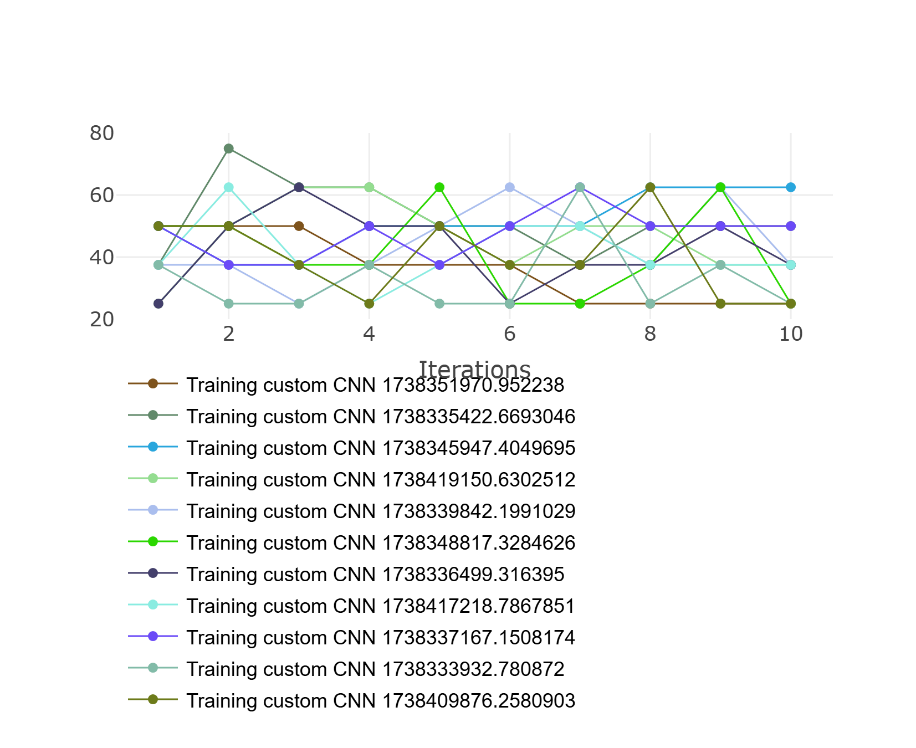 80
60
40
20
2 4 6 8 10
Iterations
Training custom CNN 1738351970.952238
Training custom CNN 1738335422.6693046
Training custom CNN 1738345947.4049695
Training custom CNN 1738419150.6302512
Training custom CNN 1738339842.1991029
Training custom CNN 1738348817.3284626
Training custom CNN 1738336499.316395
Training custom CNN 1738417218.7867851
Training custom CNN 1738337167.1508174
Training custom CNN 1738333932.780872
Training custom CNN 1738409876.2580903